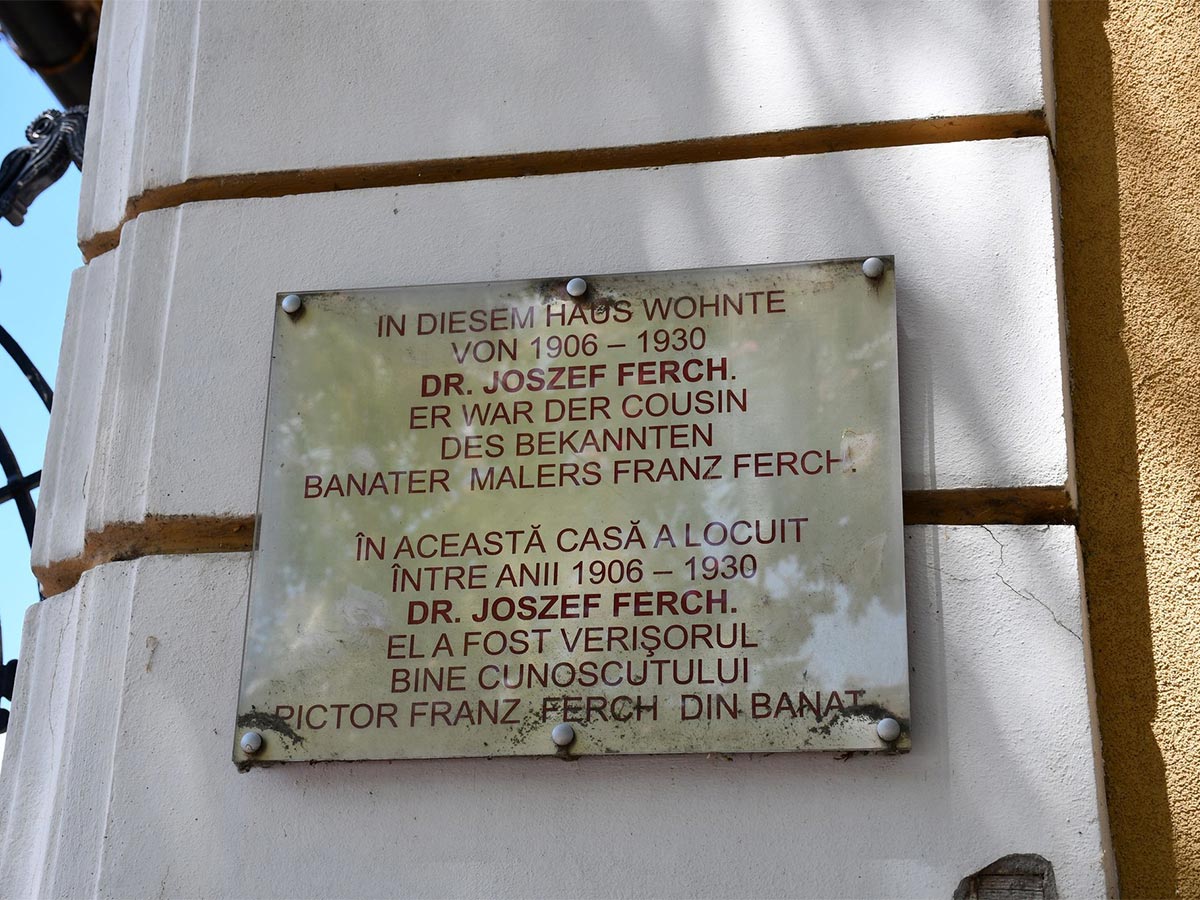 IN DIESEM HAUS WOHNTE
VON 1906 – 1930
DR. JOSZEF FERCH.
ER WAR DER COUSIN
DES BEKANNTEN
BANATER MALERS FRANZ FERCH.
ÎN ACEASTĂ CASĂ A LOCUIT
ÎNTRE ANII 1906 – 1930
DR. JOSZEF FERCH.
EL A FOST VERIŞORUL
BINE CUNOSCUTULUI
PICTOR FRANZ FERCH DIN BANAT